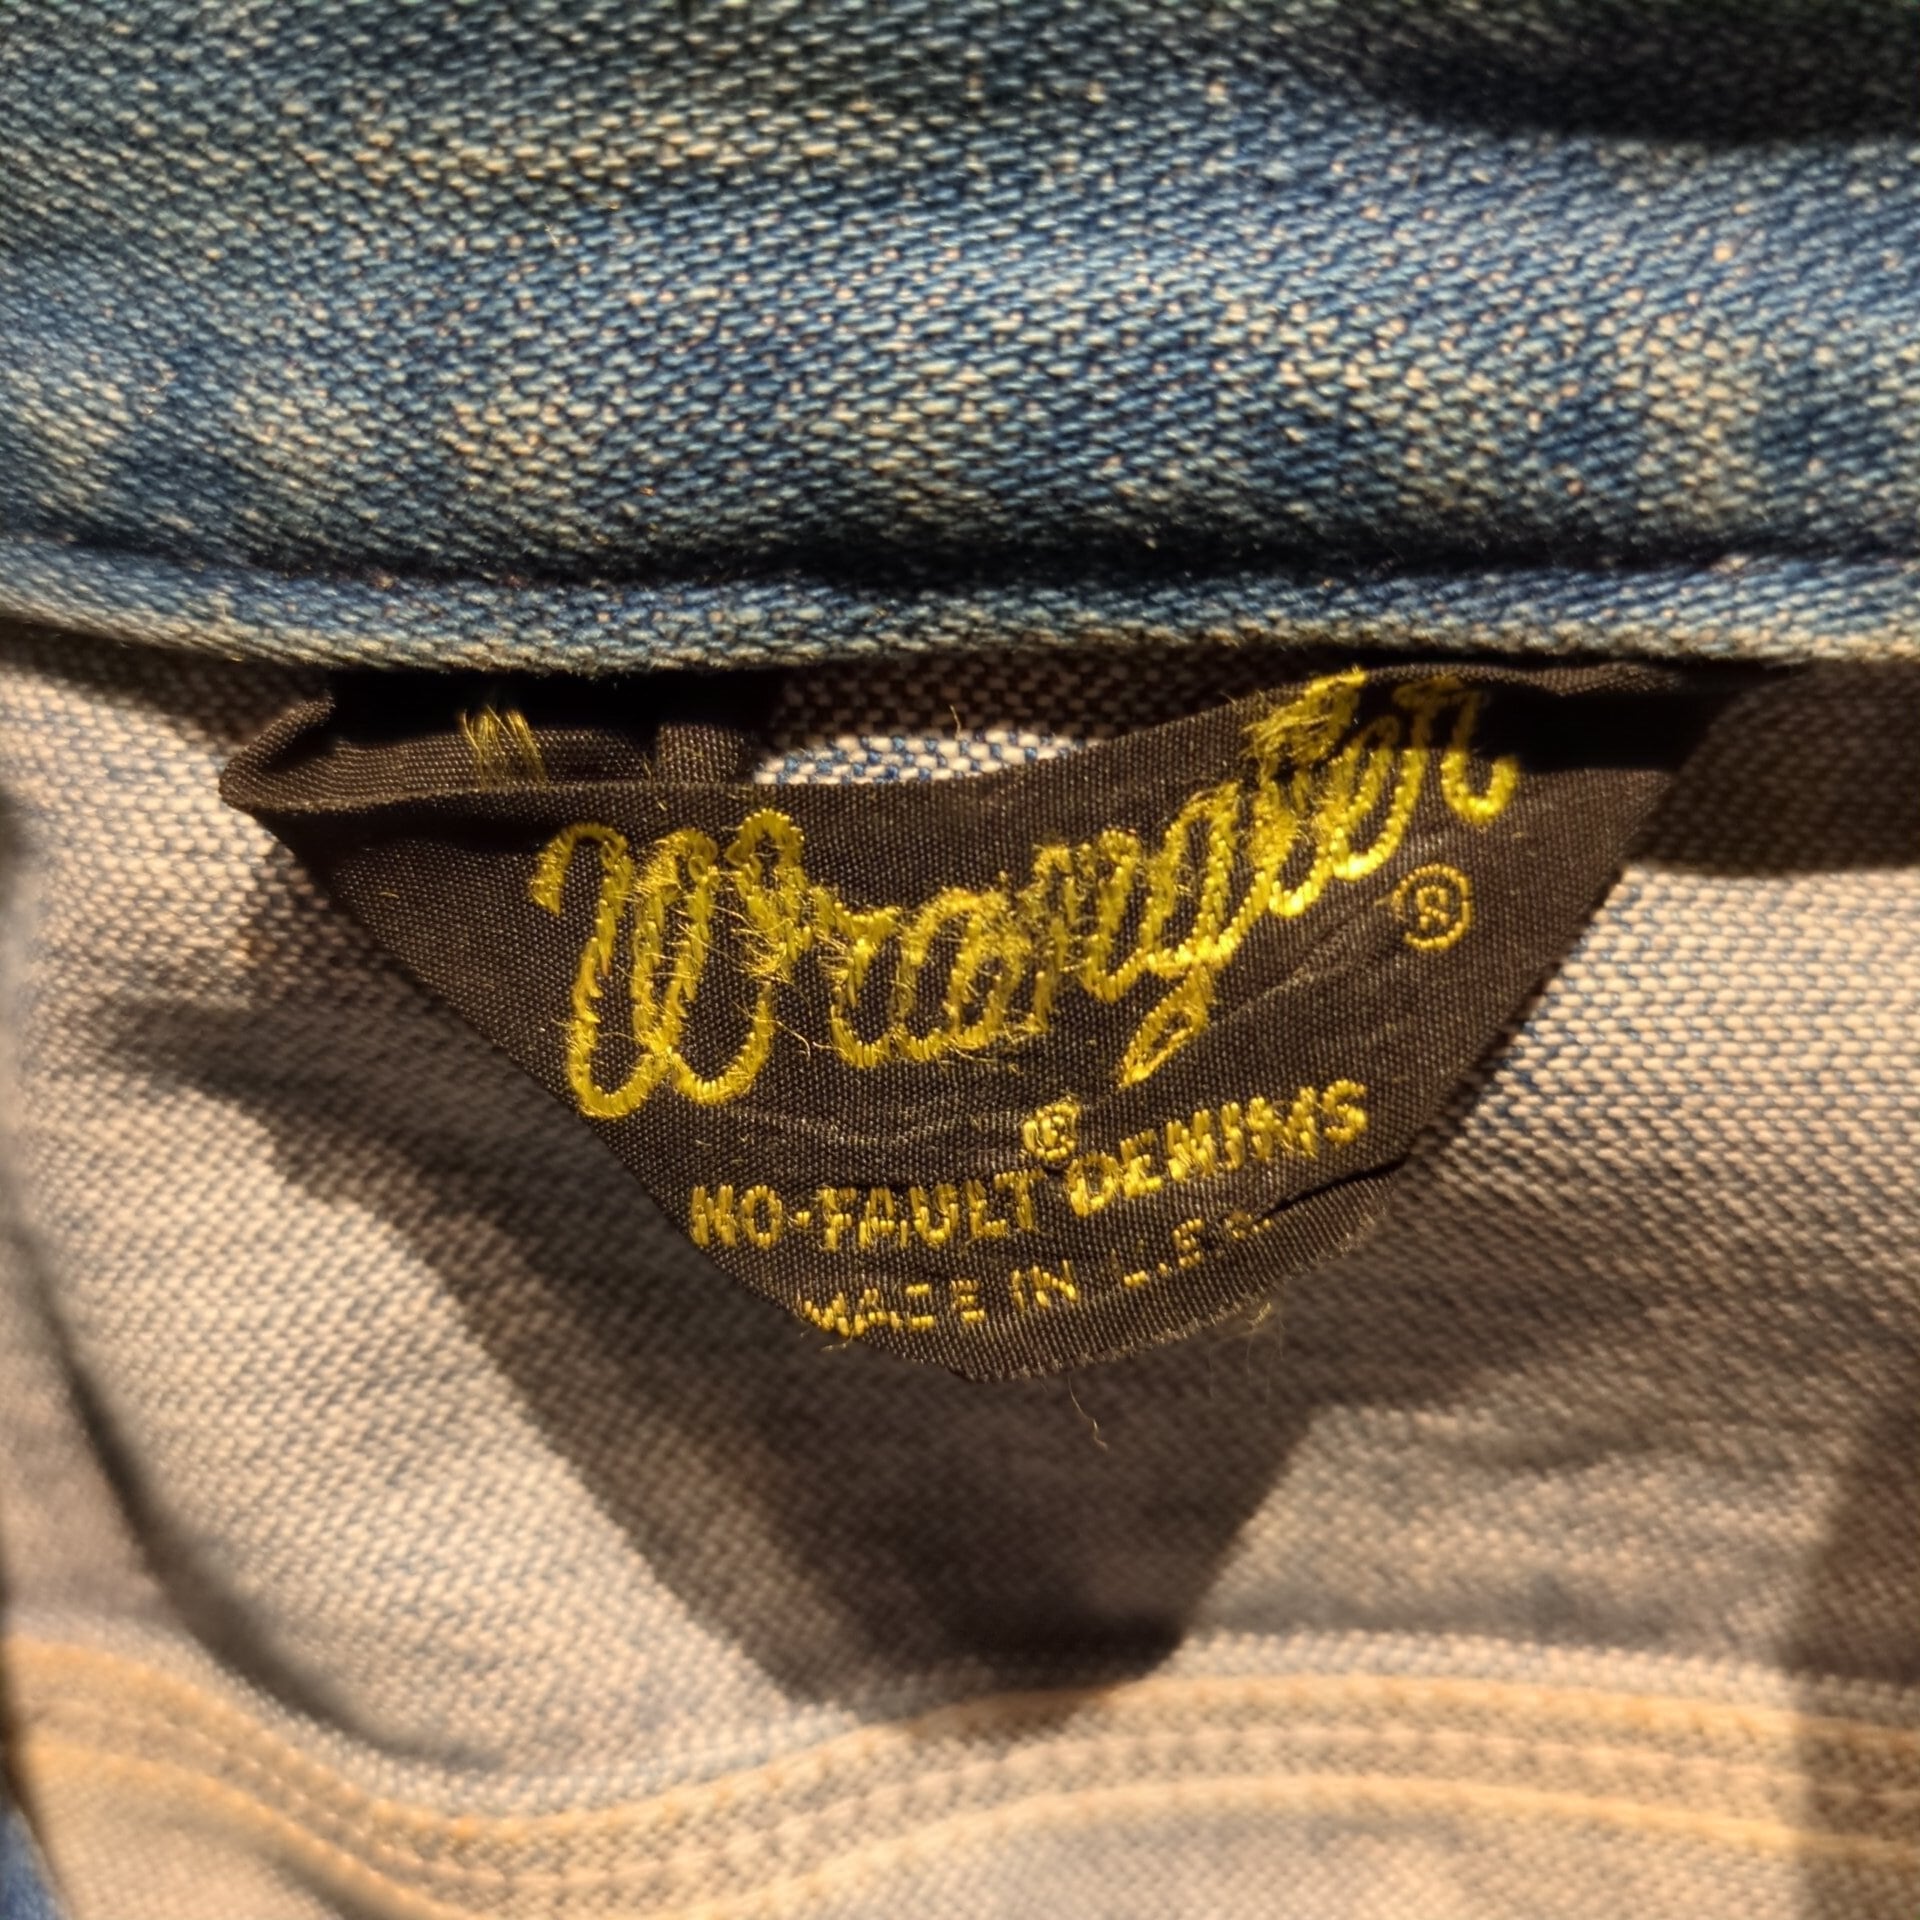 Wrangler ®
®
NO-FAULT DENIMS
MADE IN U.S.A.